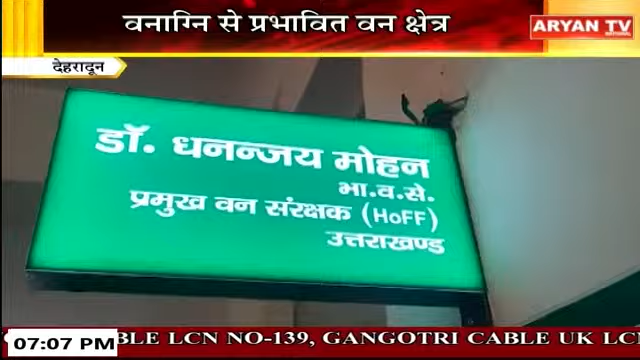 वनाग्नि से प्रभावित वन क्षेत्र
ARYAN TV
देहरादून
डॉ. धनन्जय मोहन
भा.व.से.
प्रमुख वन संरक्षक (HoFF)
उत्तराखण्ड
07:07 PM
BLE LCN NO-139, GANGOTRI CABLE UK LC